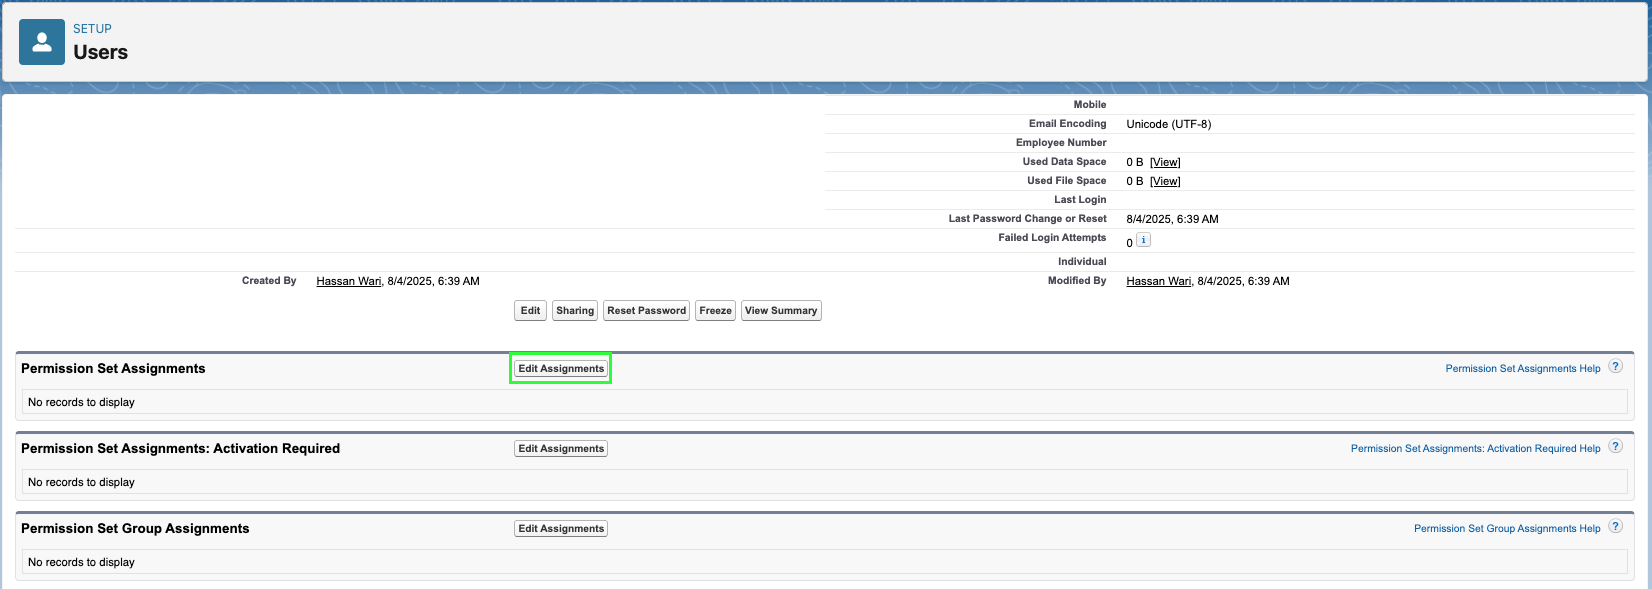 SETUP
Users
Mobile
Email Encoding Unicode (UTF-8)
Employee Number
Used Data Space 0 B [View]
Used File Space 0 B [View]
Last Login
Last Password Change or Reset 8/4/2025, 6:39 AM
Failed Login Attempts 0 i
Individual
Created By Hassan Wari, 8/4/2025, 6:39 AM Modified By Hassan Wari, 8/4/2025, 6:39 AM
Edit Sharing Reset Password Freeze View Summary
Permission Set Assignments Edit Assignments Permission Set Assignments Help ?
No records to display
Permission Set Assignments: Activation Required Edit Assignments Permission Set Assignments: Activation Required Help ?
No records to display
Permission Set Group Assignments Edit Assignments Permission Set Group Assignments Help ?
No records to display